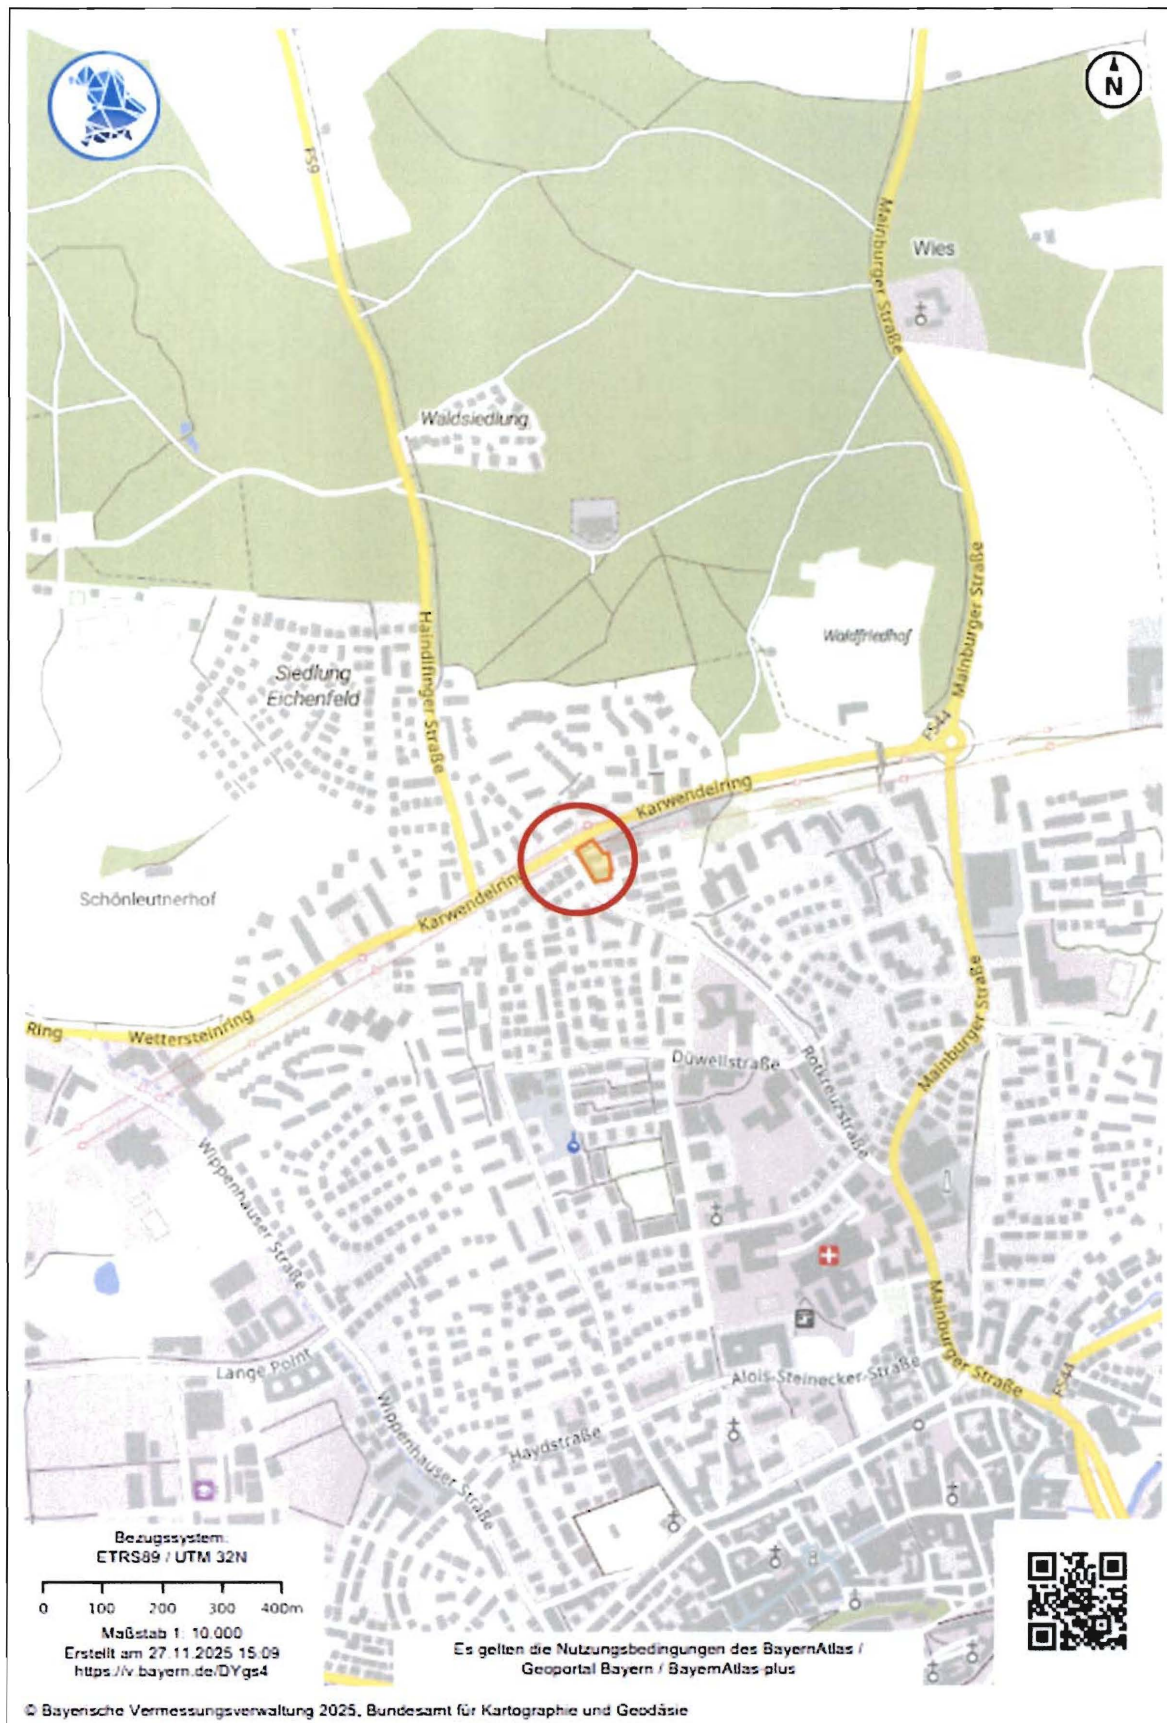 N
FS9
Mainburger Straße
Wies
Waldsiedlung
Haindlfinger Straße
Mainburger Straße
Waldfriedhof
Siedlung
Eichenfeld
FS44
Karwendelring
Schönleutnerhof
Karwendelring
Ring
Wettersteinring
Düwellstraße
Rotkreuzstraße
Mainburger Straße
Wippenhauser Straße
Mainburger Straße
Lange Point
Alois-Steinecker-Straße
FS44
Wippenhauser Straße
Haydstraße
Bezugssystem:
ETRS89 / UTM 32N
0 100 200 300 400m
Maßstab 1: 10.000
Erstellt am 27.11.2025 15:09
https://v.bayern.de/DYgs4
Es gelten die Nutzungsbedingungen des BayernAtlas /
Geoportal Bayern / BayernAtlas-plus
© Bayerische Vermessungsverwaltung 2025, Bundesamt für Kartographie und Geodäsie